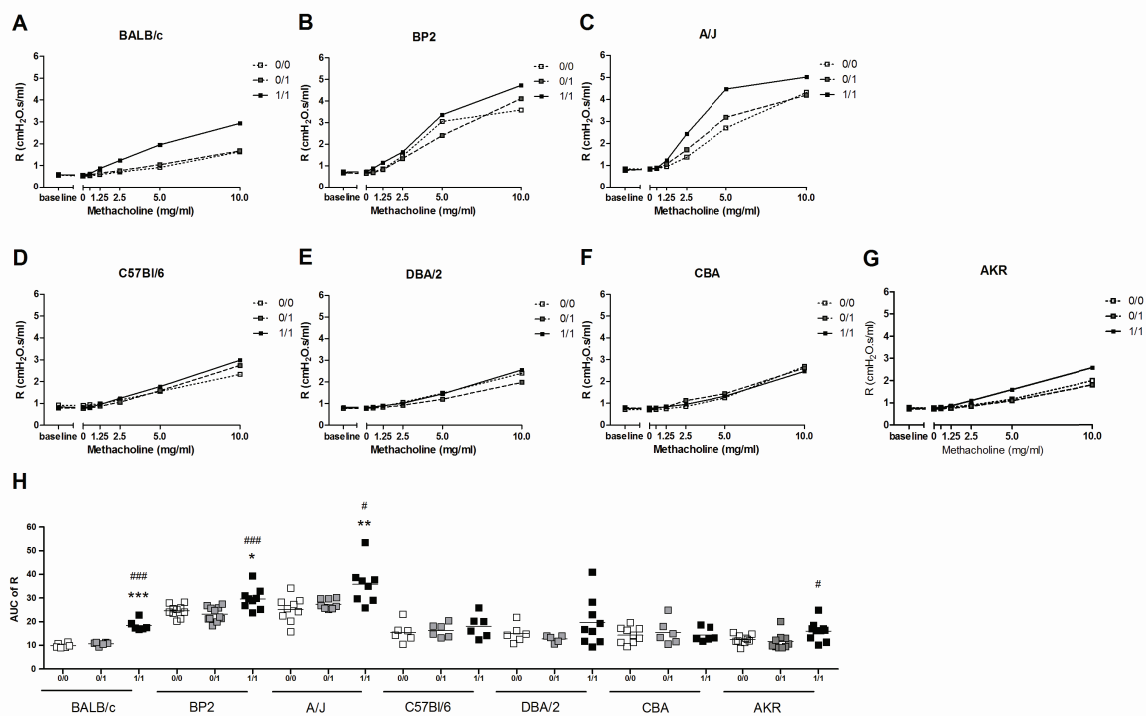 A
BALB/c
R (cmH2O.s/ml)
6
5
4
3
2
1
0
baseline 0 1.25 2.5 5.0 10.0
Methacholine (mg/ml)
0/0
0/1
1/1
B
BP2
R (cmH2O.s/ml)
6
5
4
3
2
1
0
baseline 0 1.25 2.5 5.0 10.0
Methacholine (mg/ml)
0/0
0/1
1/1
C
A/J
R (cmH2O.s/ml)
6
5
4
3
2
1
0
baseline 0 1.25 2.5 5.0 10.0
Methacholine (mg/ml)
0/0
0/1
1/1
D
C57Bl/6
R (cmH2O.s/ml)
6
5
4
3
2
1
0
baseline 0 1.25 2.5 5.0 10.0
Methacholine (mg/ml)
0/0
0/1
1/1
E
DBA/2
R (cmH2O.s/ml)
6
5
4
3
2
1
0
baseline 0 1.25 2.5 5.0 10.0
Methacholine (mg/ml)
0/0
0/1
1/1
F
CBA
R (cmH2O.s/ml)
6
5
4
3
2
1
0
baseline 0 1.25 2.5 5.0 10.0
Methacholine (mg/ml)
0/0
0/1
1/1
G
AKR
R (cmH2O.s/ml)
6
5
4
3
2
1
0
baseline 0 1.25 2.5 5.0 10.0
Methacholine (mg/ml)
0/0
0/1
1/1
H
AUC of R
60
50
40
30
20
10
0
### ***
### *
# **
#
0/0 0/1 1/1 0/0 0/1 1/1 0/0 0/1 1/1 0/0 0/1 1/1 0/0 0/1 1/1 0/0 0/1 1/1 0/0 0/1 1/1
BALB/c BP2 A/J C57Bl/6 DBA/2 CBA AKR